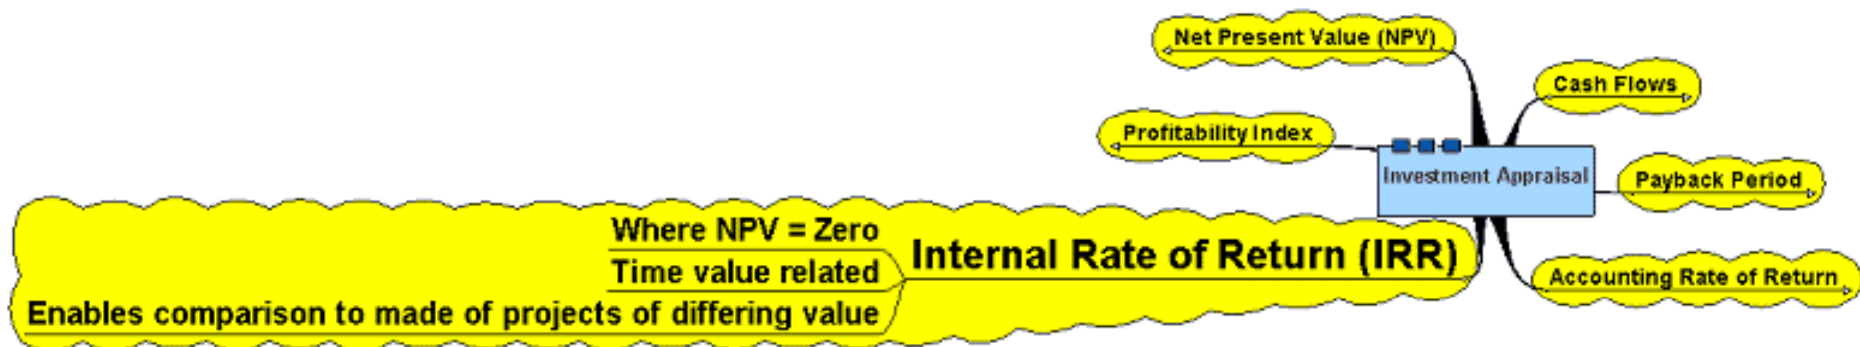 Net Present Value (NPV)
Cash Flows
Profitability Index
Investment Appraisal
Payback Period
Where NPV = Zero
Internal Rate of Return (IRR)
Time value related
Accounting Rate of Return
Enables comparison to made of projects of differing value